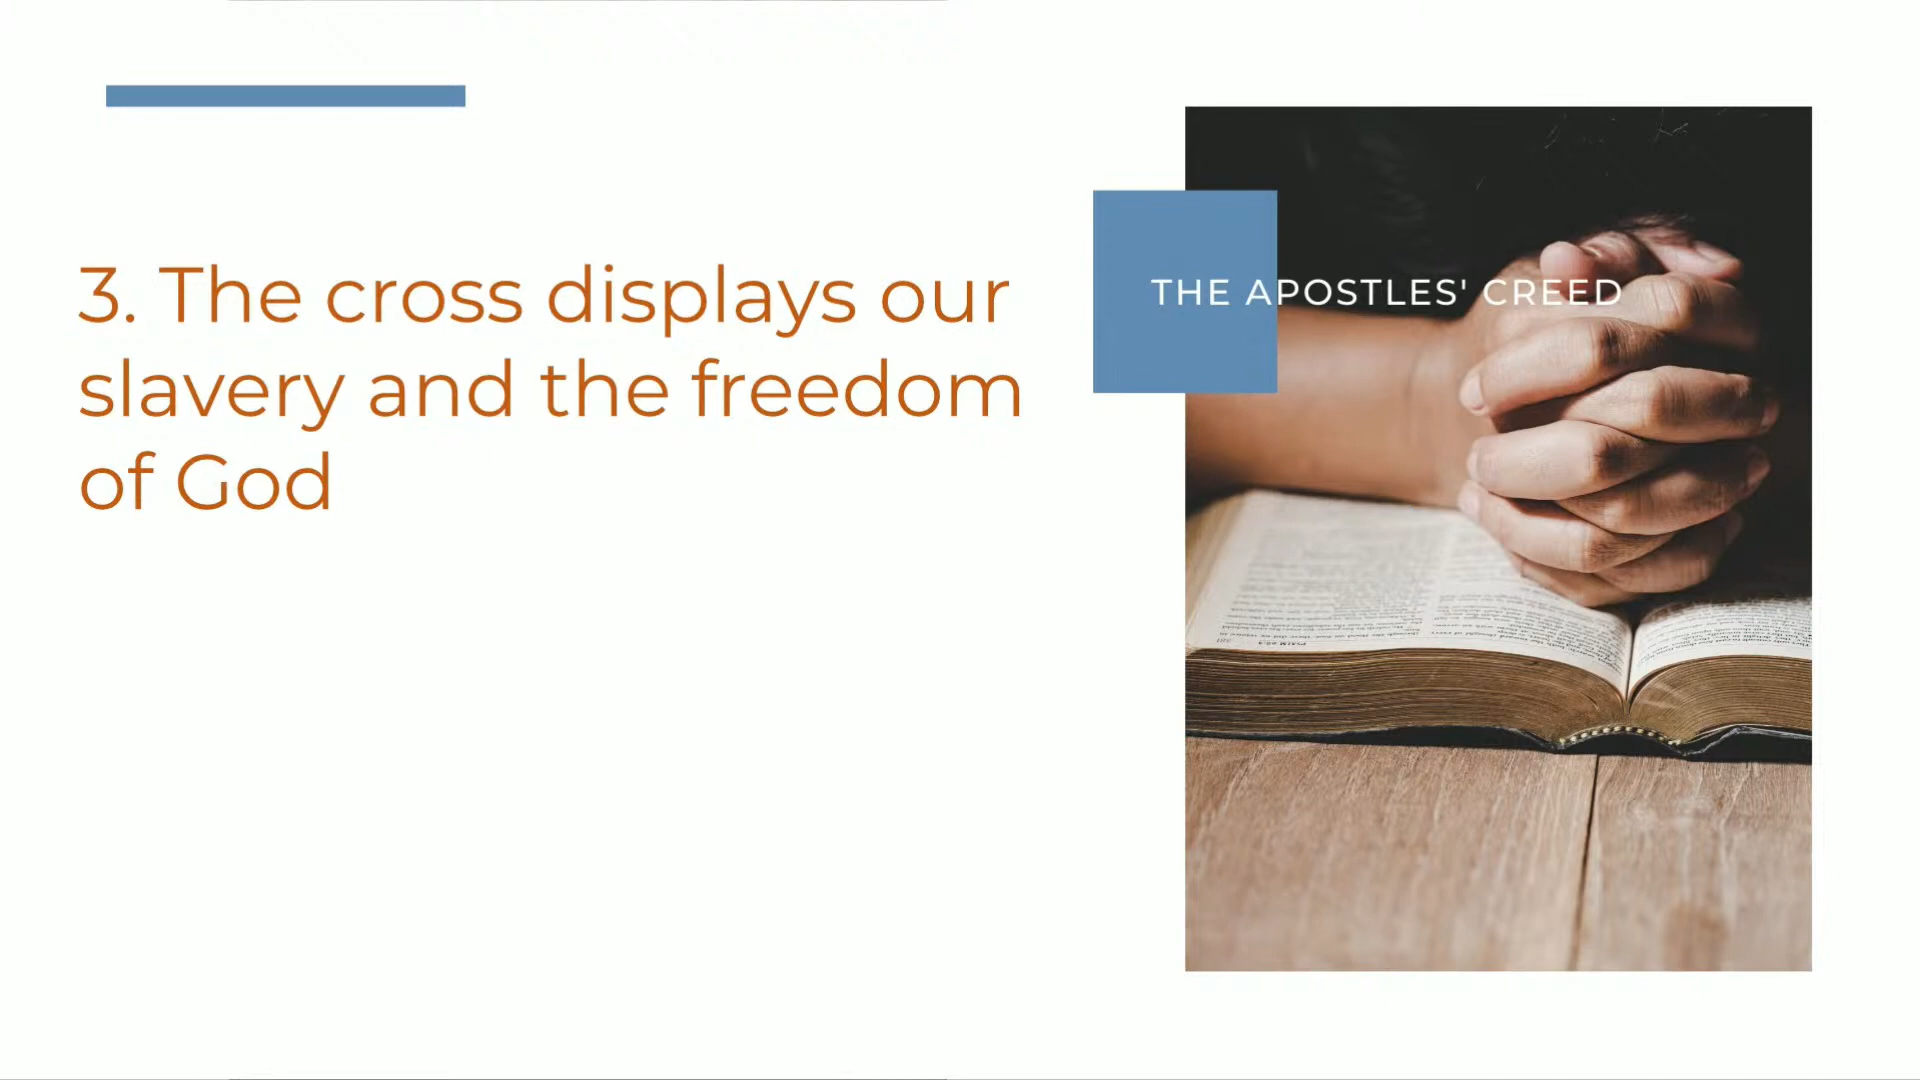 3. The cross displays our
slavery and the freedom
of God
THE APOSTLES' CREED